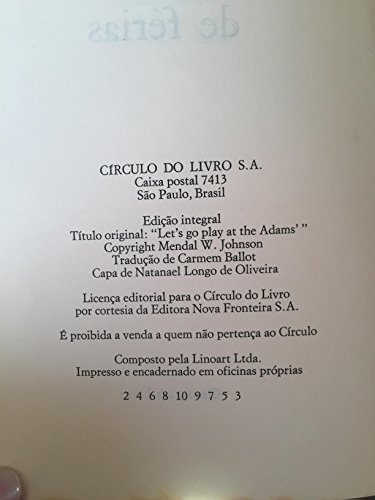 de férias
CÍRCULO DO LIVRO S.A.
Caixa postal 7413
São Paulo, Brasil
Edição integral
Título original: "Let's go play at the Adams' "
Copyright Mendal W. Johnson
Tradução de Carmem Ballot
Capa de Natanael Longo de Oliveira
Licença editorial para o Círculo do Livro
por cortesia da Editora Nova Fronteira S.A.
É proibida a venda a quem não pertença ao Círculo
Composto pela Linoart Ltda.
Impresso e encadernado em oficinas próprias
2 4 6 8 10 9 7 5 3